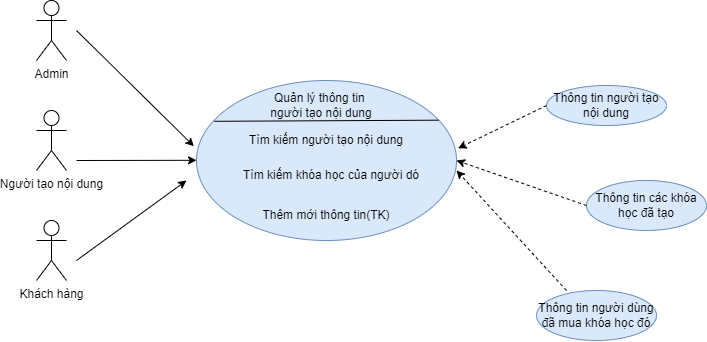 Admin
Người tạo nội dung
Khách hàng
Quản lý thông tin
người tạo nội dung
Tìm kiếm người tạo nội dung
Tìm kiếm khóa học của người dó
Thêm mới thông tin(TK)
Thông tin người tạo
nội dung
Thông tin các khóa
học đã tạo
Thông tin người dùng
đã mua khóa học đó